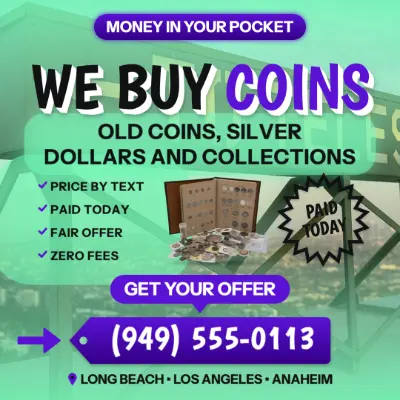 MONEY IN YOUR POCKET
WE BUY COINS
OLD COINS, SILVER
DOLLARS AND COLLECTIONS
PRICE BY TEXT
PAID TODAY
FAIR OFFER
ZERO FEES
PAID
TODAY
GET YOUR OFFER
(949) 555-0113
LONG BEACH • LOS ANGELES • ANAHEIM